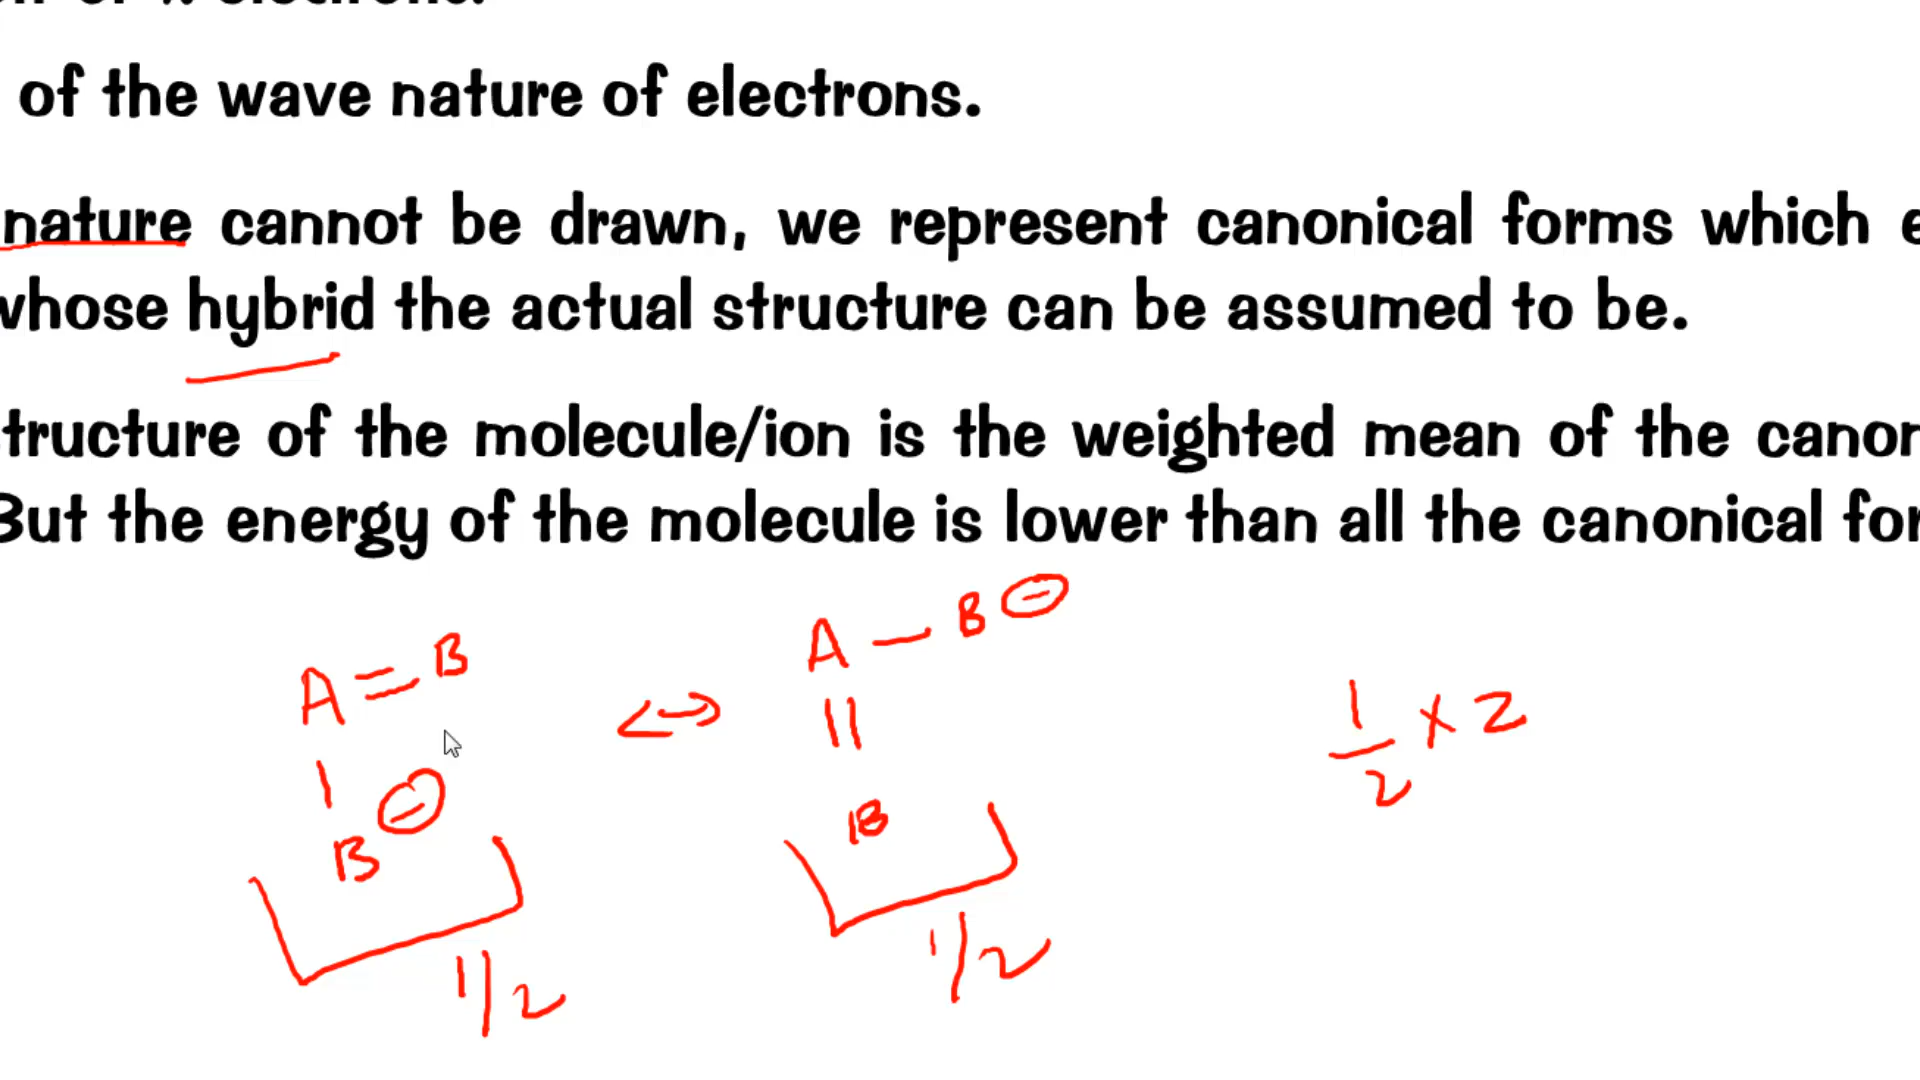 of the wave nature of electrons.
nature cannot be drawn, we represent canonical forms which
whose hybrid the actual structure can be assumed to be.
tructure of the molecule/ion is the weighted mean of the canon
But the energy of the molecule is lower than all the canonical for
A = B ↔ A – B ⊖
| ||
B ⊖ B
1/2 1/2
1/2 × 2